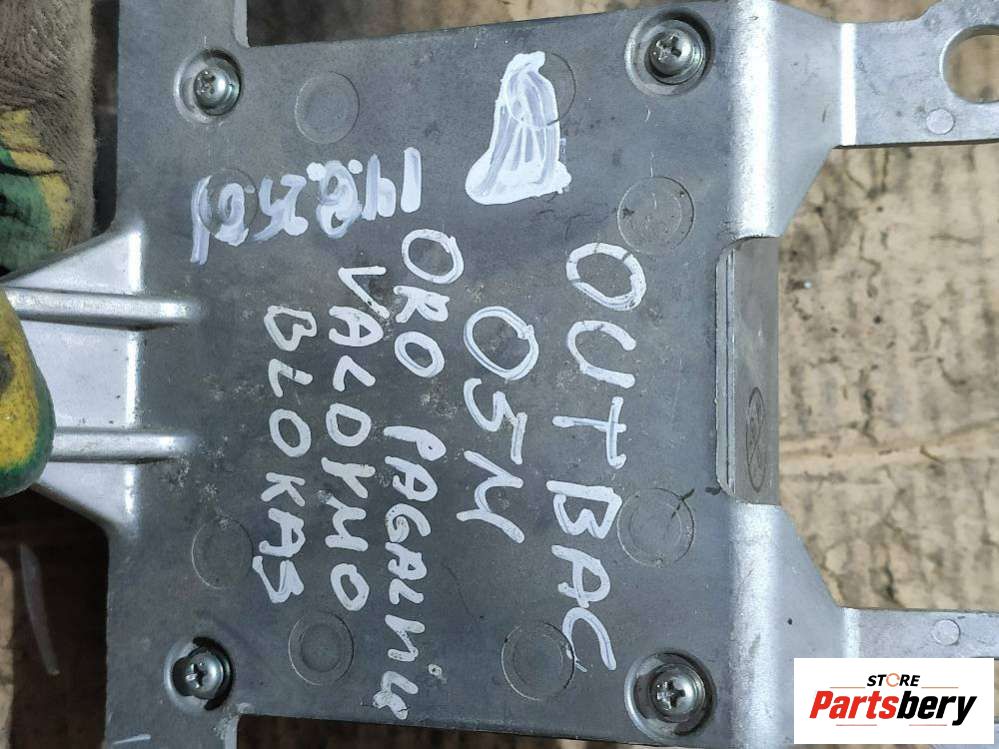 OUTBAC
05M
ORO PAGALVIŲ
VALDYMO
BLOKAS
STORE
Partsbery